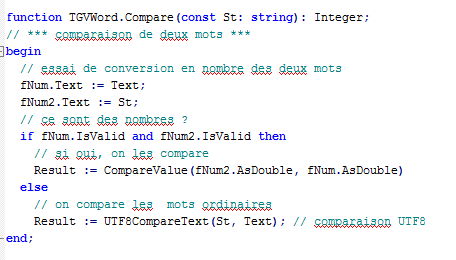 function TGVWord.Compare(const St: string): Integer;
// *** comparaison de deux mots ***
begin
// essai de conversion en nombre des deux mots
fNum.Text := Text;
fNum2.Text := St;
// ce sont des nombres ?
if fNum.IsValid and fNum2.IsValid then
// si oui, on les compare
Result := CompareValue(fNum2.AsDouble, fNum.AsDouble)
else
// on compare les  mots ordinaires
Result := UTF8CompareText(St, Text); // comparaison UTF8
end;